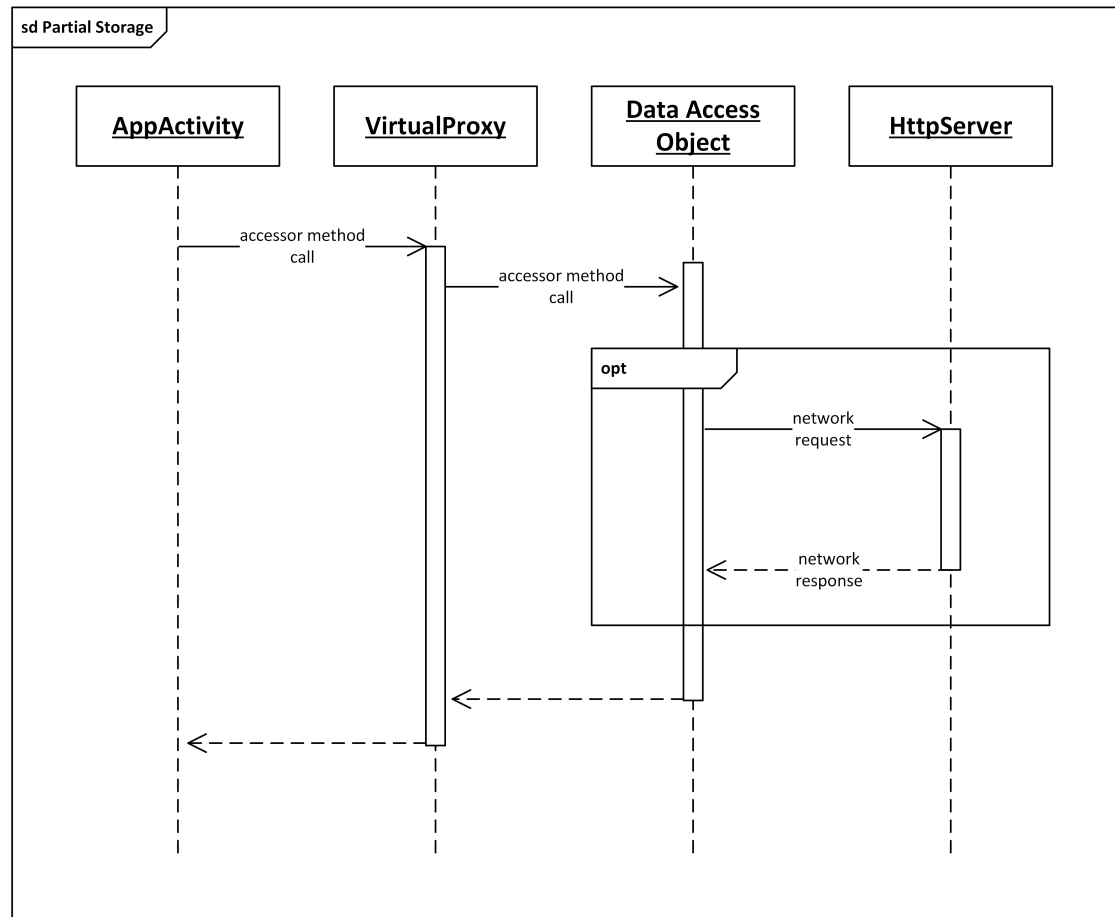 sd Partial Storage
AppActivity
VirtualProxy
Data Access
Object
HttpServer
accessor method
call
accessor method
call
opt
network
request
network
response